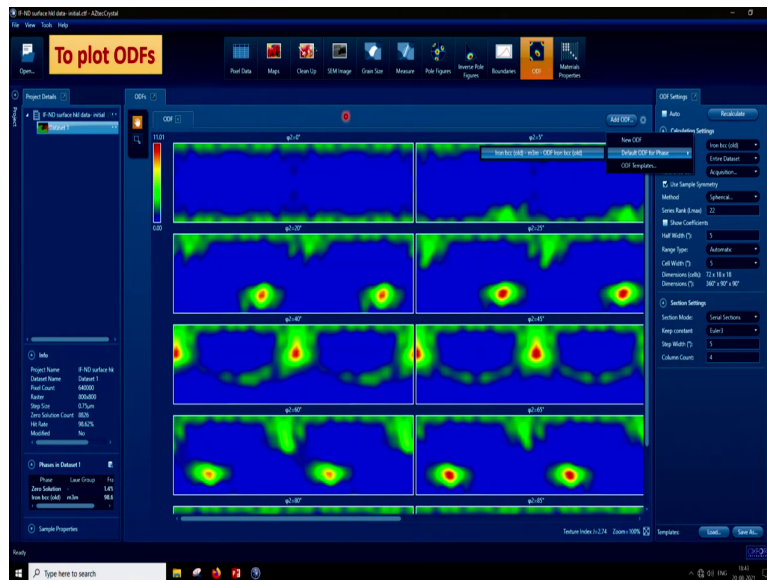 IF-ND surface hkl data- initial.ctf - AZtecCrystal
File View Tools Help
Open...
To plot ODFs
Pixel Data
Maps
Clean Up
SEM Image
Grain Size
Measure
Pole Figures
Inverse Pole Figures
Boundaries
ODF
Materials Properties
Project
Project Details
IF-ND surface hkl data- initial
Dataset 1
ODFs
ODF
Add ODF...
New ODF
Default ODF for Phase
ODF Templates...
Iron bcc (old) - m3m - ODF Iron bcc (old)
11.01
0.00
φ2=0°
φ2=5°
φ2=20°
φ2=25°
φ2=40°
φ2=45°
φ2=60°
φ2=65°
φ2=80°
φ2=85°
Texture Index J=2.74 Zoom=100%
Info
Project Name IF-ND surface hk
Dataset Name Dataset 1
Pixel Count 640000
Raster 800x800
Step Size 0.75μm
Zero Solution Count 8826
Hit Rate 98.62%
Modified No
Phases in Dataset 1
Phase Laue Group Fra
Zero Solution - 1.4%
Iron bcc (old) m3m 98.6
Sample Properties
ODF Settings
Auto Recalculate
Calculation Settings
Iron bcc (old)
Entire Dataset
Acquisition...
Use Sample Symmetry
Method Spherical...
Series Rank (Lmax) 22
Show Coefficients
Half Width (°): 5
Range Type: Automatic
Cell Width (°): 5
Dimensions (cells): 72 x 18 x 18
Dimensions (°): 360° x 90° x 90°
Section Settings
Section Mode: Serial Sections
Keep constant: Euler3
Step Width (°): 5
Column Count: 4
Templates: Load... Save As...
Ready
Type here to search
ENG
18:43